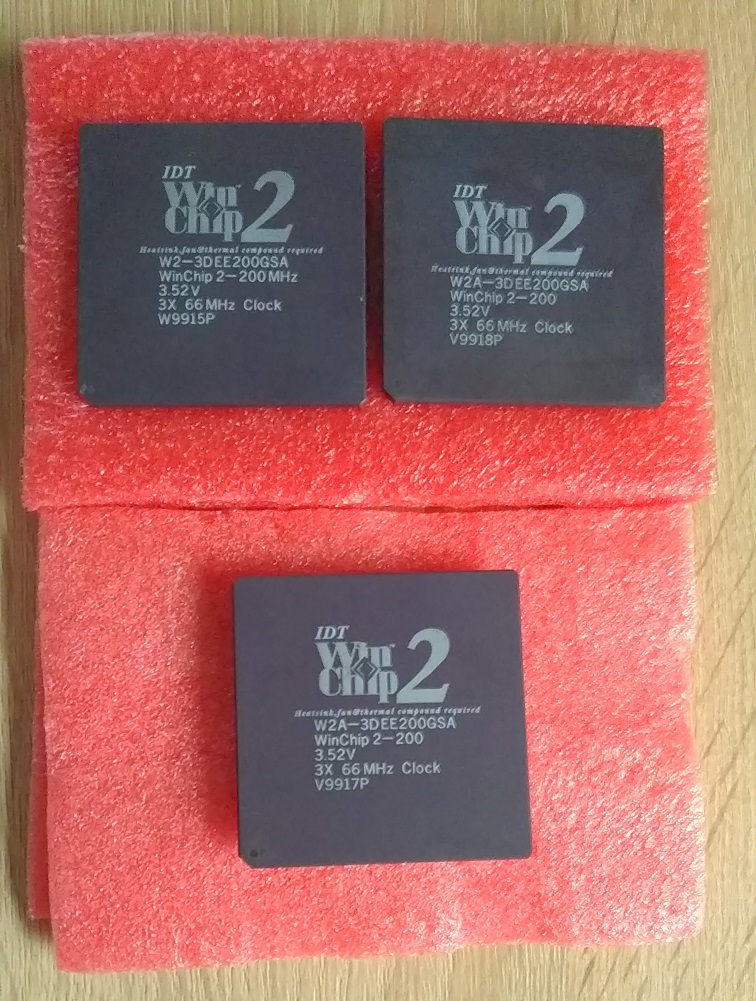 IDT
WinChip 2
Heatsink,fan&thermal compound required
W2-3DEE200GSA
WinChip 2-200MHz
3.52V
3X 66MHz Clock
W9915P
IDT
WinChip 2
Heatsink,fan&thermal compound required
W2A-3DEE200GSA
WinChip 2-200
3.52V
3X 66MHz Clock
V9918P
IDT
WinChip 2
Heatsink,fan&thermal compound required
W2A-3DEE200GSA
WinChip 2-200
3.52V
3X 66MHz Clock
V9917P